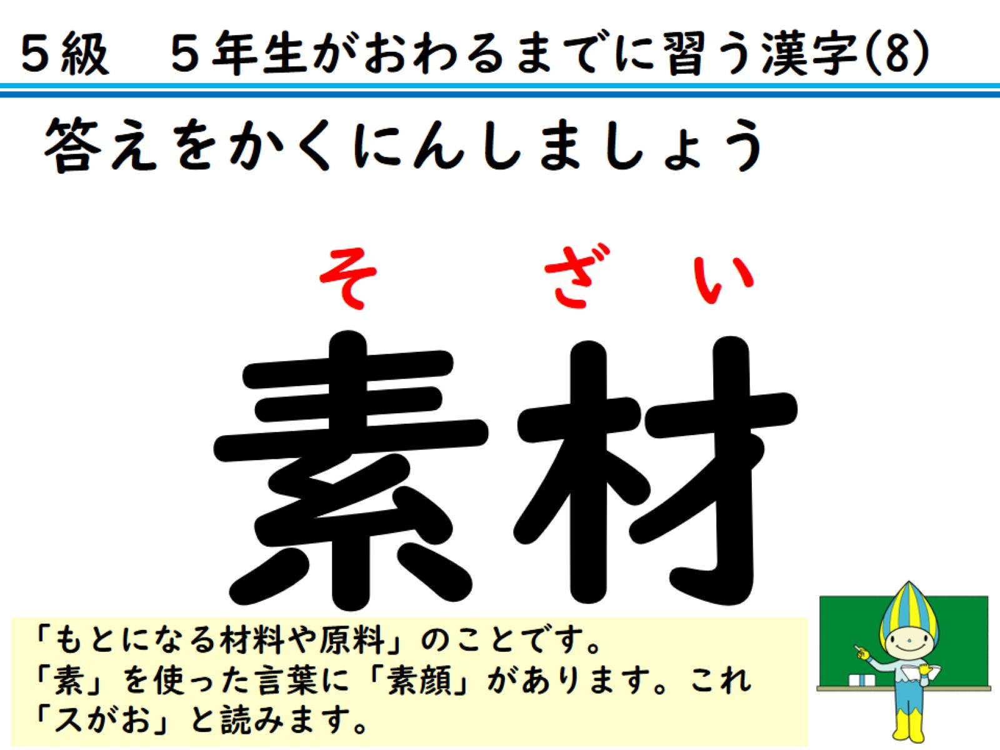 ５級　５年生がおわるまでに習う漢字(8)
答えをかくにんしましょう
そ ざい
素材
「もとになる材料や原料」のことです。
「素」を使った言葉に「素顔」があります。これ
「スがお」と読みます。